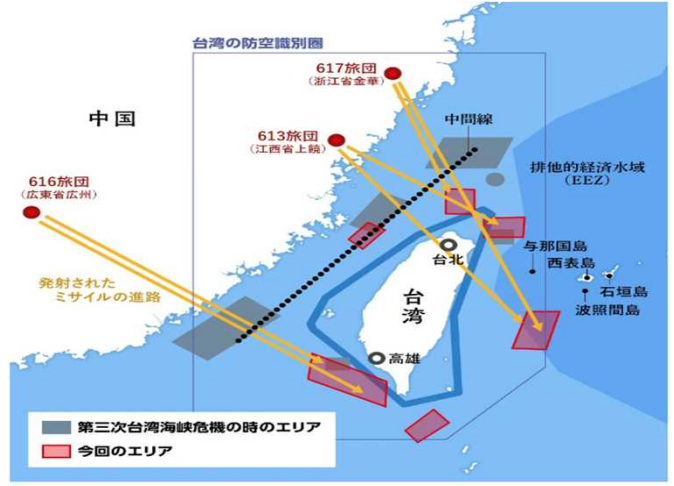 台湾の防空識別圏
617旅団
(浙江省金華)
中国
中間線
613旅団
(江西省上饒)
排他的経済水域
(EEZ)
616旅団
(広東省広州)
与那国島
台北
西表島
発射された
ミサイルの進路
石垣島
台湾
波照間島
高雄
第三次台湾海峡危機の時のエリア
今回のエリア